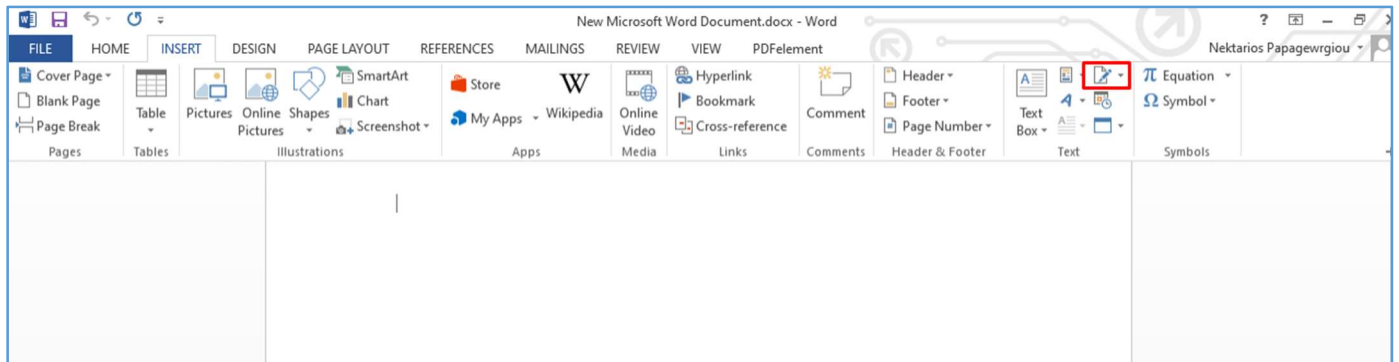 New Microsoft Word Document.docx - Word
?
FILE HOME INSERT DESIGN PAGE LAYOUT REFERENCES MAILINGS REVIEW VIEW PDFelement Nektarios Papagewrgiou
Cover Page
Blank Page
Page Break
Pages
Table
Tables
Pictures
Online Pictures
Shapes
SmartArt
Chart
Screenshot
Illustrations
Store
My Apps
W
Wikipedia
Apps
Online Video
Media
Hyperlink
Bookmark
Cross-reference
Links
Comment
Comments
Header
Footer
Page Number
Header & Footer
A
Text Box
A
Text
π Equation
Ω Symbol
Symbols